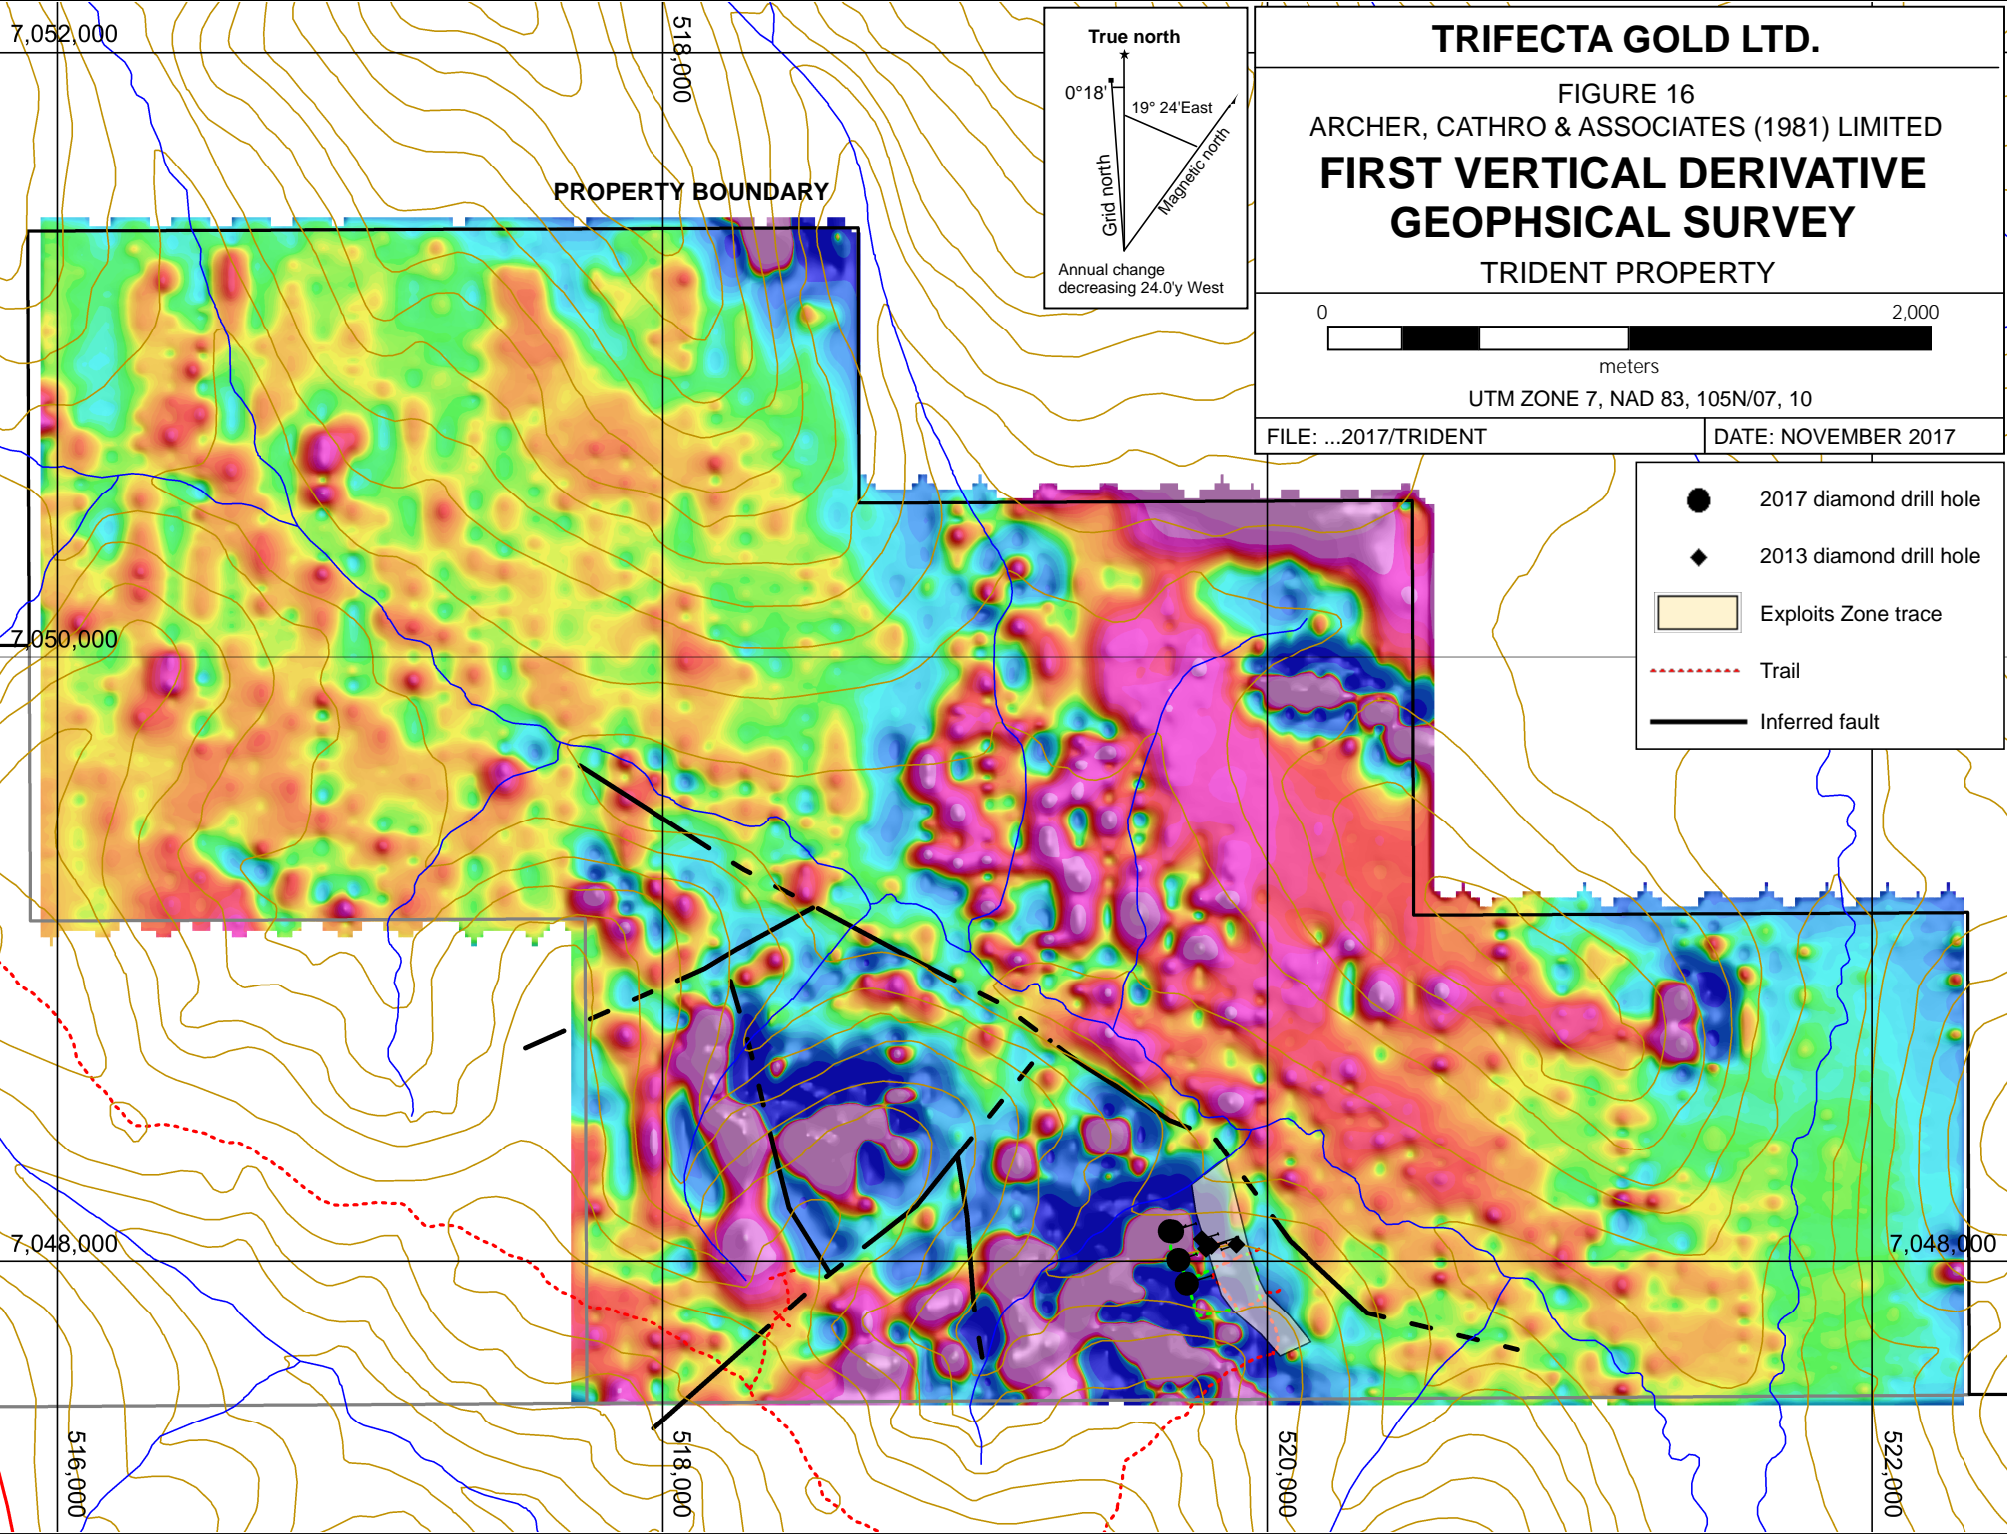 7,052,000
518,000
PROPERTY BOUNDARY
True north
0°18'
19° 24'East
Grid north
Magnetic north
Annual change
decreasing 24.0'y West
TRIFECTA GOLD LTD.
FIGURE 16
ARCHER, CATHRO & ASSOCIATES (1981) LIMITED
FIRST VERTICAL DERIVATIVE
GEOPHSICAL SURVEY
TRIDENT PROPERTY
0 2,000
meters
UTM ZONE 7, NAD 83, 105N/07, 10
FILE: ...2017/TRIDENT DATE: NOVEMBER 2017
2017 diamond drill hole
2013 diamond drill hole
Exploits Zone trace
Trail
Inferred fault
7,050,000
7,048,000
7,048,000
516,000
518,000
520,000
522,000